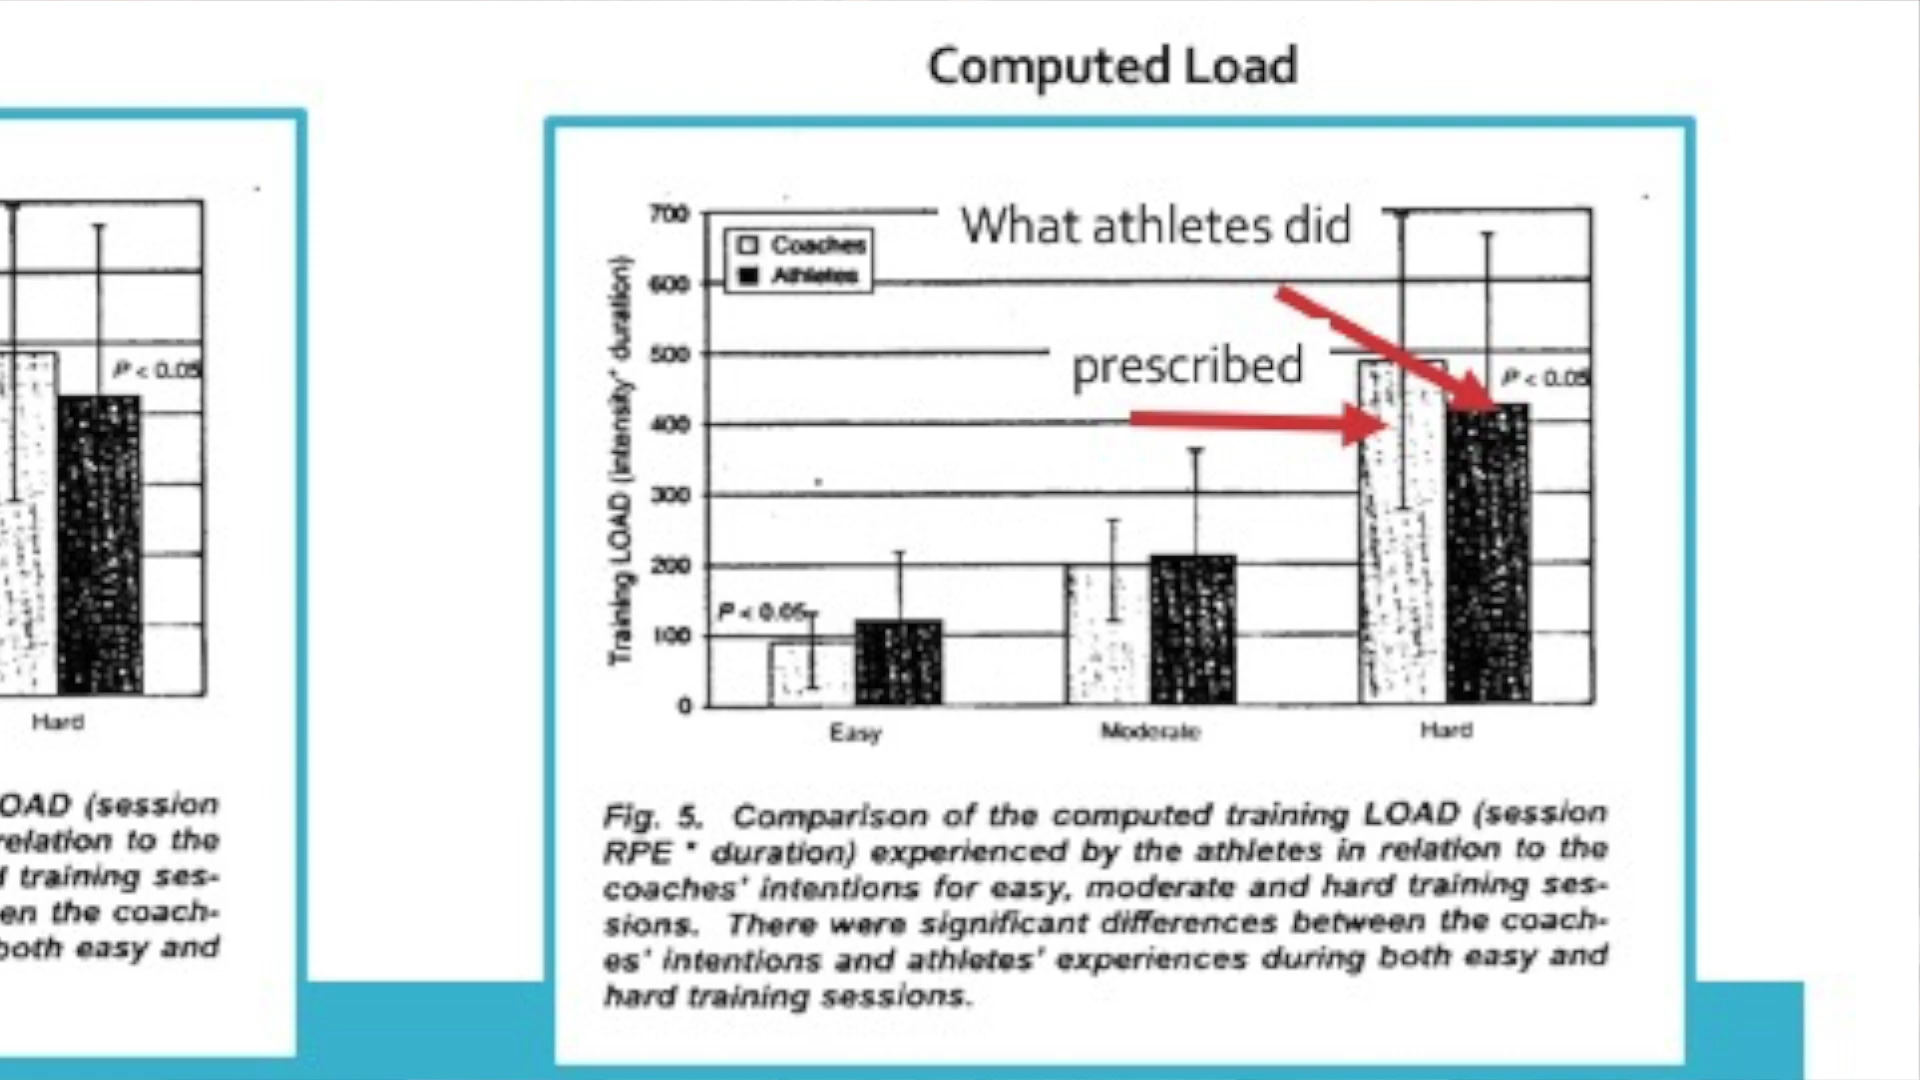 Computed Load
P < 0.05
Hard
OAD (session
relation to the
d training ses-
en the coach-
both easy and
What athletes did
prescribed
Coaches
Athletes
Training LOAD (intensity* duration)
700
600
500
400
300
200
100
0
P < 0.05
P < 0.05
Easy
Moderate
Hard
Fig. 5. Comparison of the computed training LOAD (session
RPE * duration) experienced by the athletes in relation to the
coaches' intentions for easy, moderate and hard training ses-
sions. There were significant differences between the coach-
es' intentions and athletes' experiences during both easy and
hard training sessions.